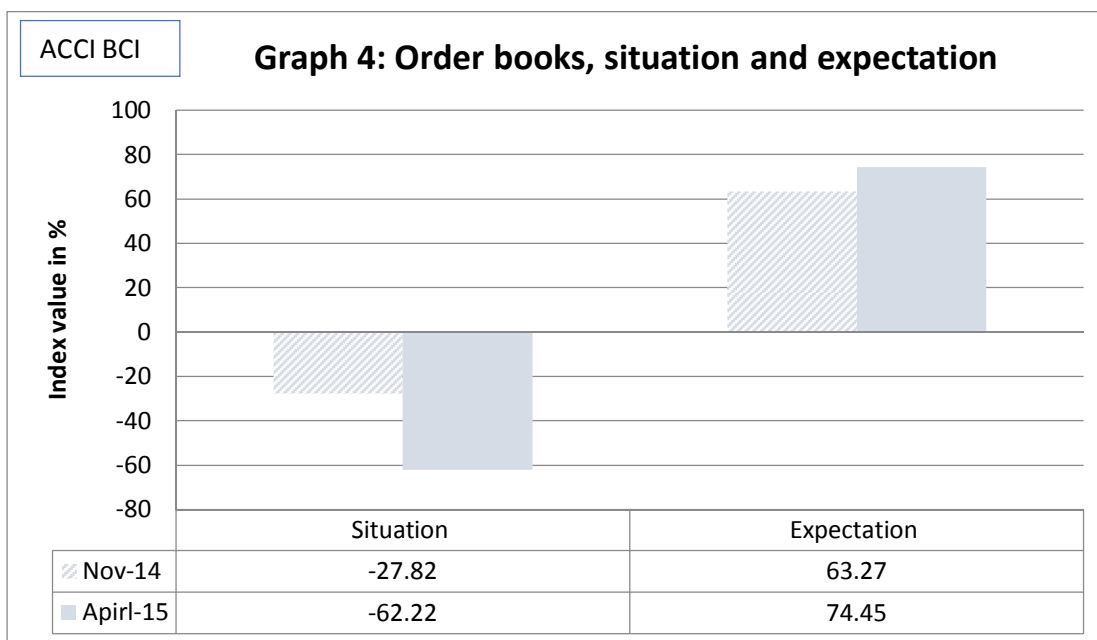 ACCI BCI
Graph 4: Order books, situation and expectation
Index value in %
100
80
60
40
20
0
-20
-40
-60
-80
Situation Expectation
Nov-14 -27.82 63.27
Apirl-15 -62.22 74.45